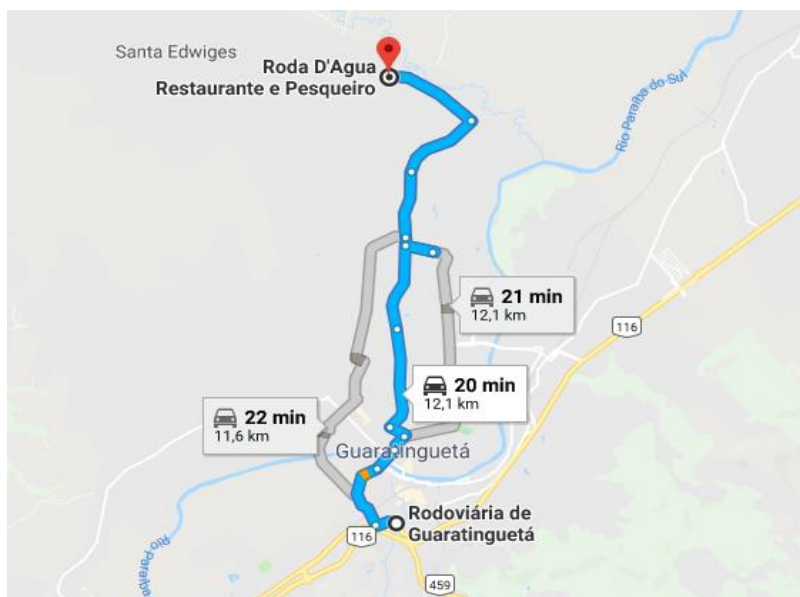 Santa Edwiges
Roda D'Agua
Restaurante e Pesqueiro
Rio Paraíba do Sul
21 min
12,1 km
116
20 min
12,1 km
22 min
11,6 km
Guaratinguetá
Rodoviária de
Guaratinguetá
116
Rio Paraíba
459